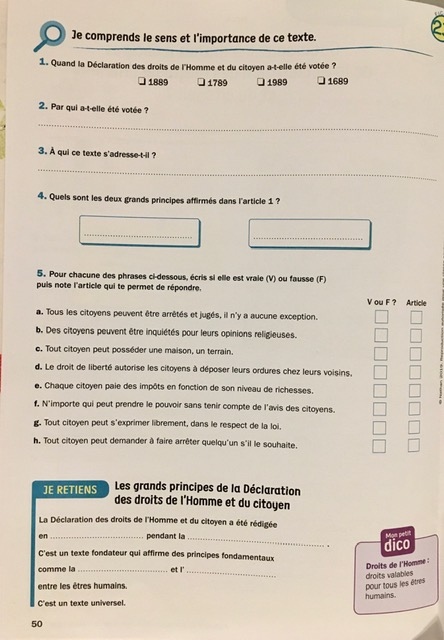 Je comprends le sens et l'importance de ce texte.
1. Quand la Déclaration des droits de l'Homme et du citoyen a-t-elle été votée ?
❑ 1889 ❑ 1789 ❑ 1989 ❑ 1689
2. Par qui a-t-elle été votée ?
3. À qui ce texte s'adresse-t-il ?
4. Quels sont les deux grands principes affirmés dans l'article 1 ?
5. Pour chacune des phrases ci-dessous, écris si elle est vraie (V) ou fausse (F)
puis note l'article qui te permet de répondre.
V ou F ? Article
a. Tous les citoyens peuvent être arrêtés et jugés, il n'y a aucune exception.
b. Des citoyens peuvent être inquiétés pour leurs opinions religieuses.
c. Tout citoyen peut posséder une maison, un terrain.
d. Le droit de liberté autorise les citoyens à déposer leurs ordures chez leurs voisins.
e. Chaque citoyen paie des impôts en fonction de son niveau de richesses.
f. N'importe qui peut prendre le pouvoir sans tenir compte de l'avis des citoyens.
g. Tout citoyen peut s'exprimer librement, dans le respect de la loi.
h. Tout citoyen peut demander à faire arrêter quelqu'un s'il le souhaite.
JE RETIENS
Les grands principes de la Déclaration
des droits de l'Homme et du citoyen
La Déclaration des droits de l'Homme et du citoyen a été rédigée
en .................... pendant la .................... .
C'est un texte fondateur qui affirme des principes fondamentaux
comme la .................... et l' ....................
entre les êtres humains.
C'est un texte universel.
Mon petit
dico
Droits de l'Homme :
droits valables
pour tous les êtres
humains.
50